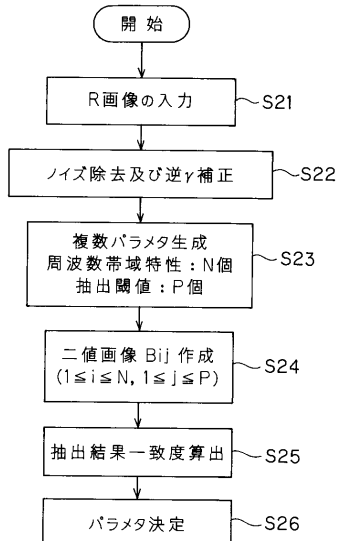 開始
R画像の入力
S21
ノイズ除去及び逆γ補正
S22
複数パラメタ生成
周波数帯域特性:N個
抽出閾値:P個
S23
二値画像 Bij 作成
(1≦i≦N, 1≦j≦P)
S24
抽出結果一致度算出
S25
パラメタ決定
S26